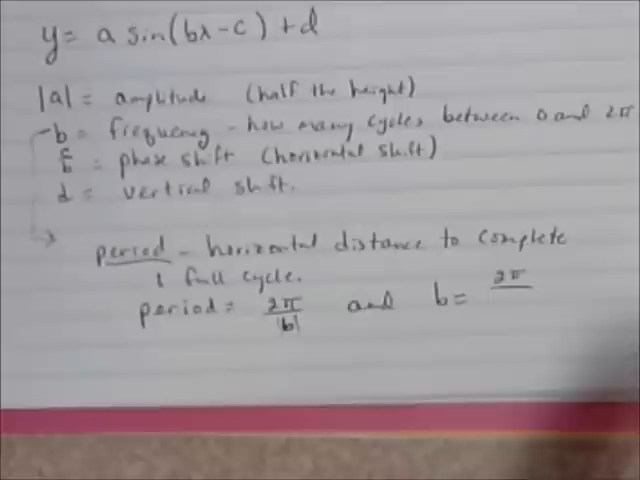 y = a sin(bx - c) + d
|a| = amplitude (half the height)
b = frequency - how many cycles between 0 and 2π
c/b = phase shift (horizontal shift)
d = vertical shift.
period - horizontal distance to complete
1 full cycle.
period = 2π/|b| and b = 2π/